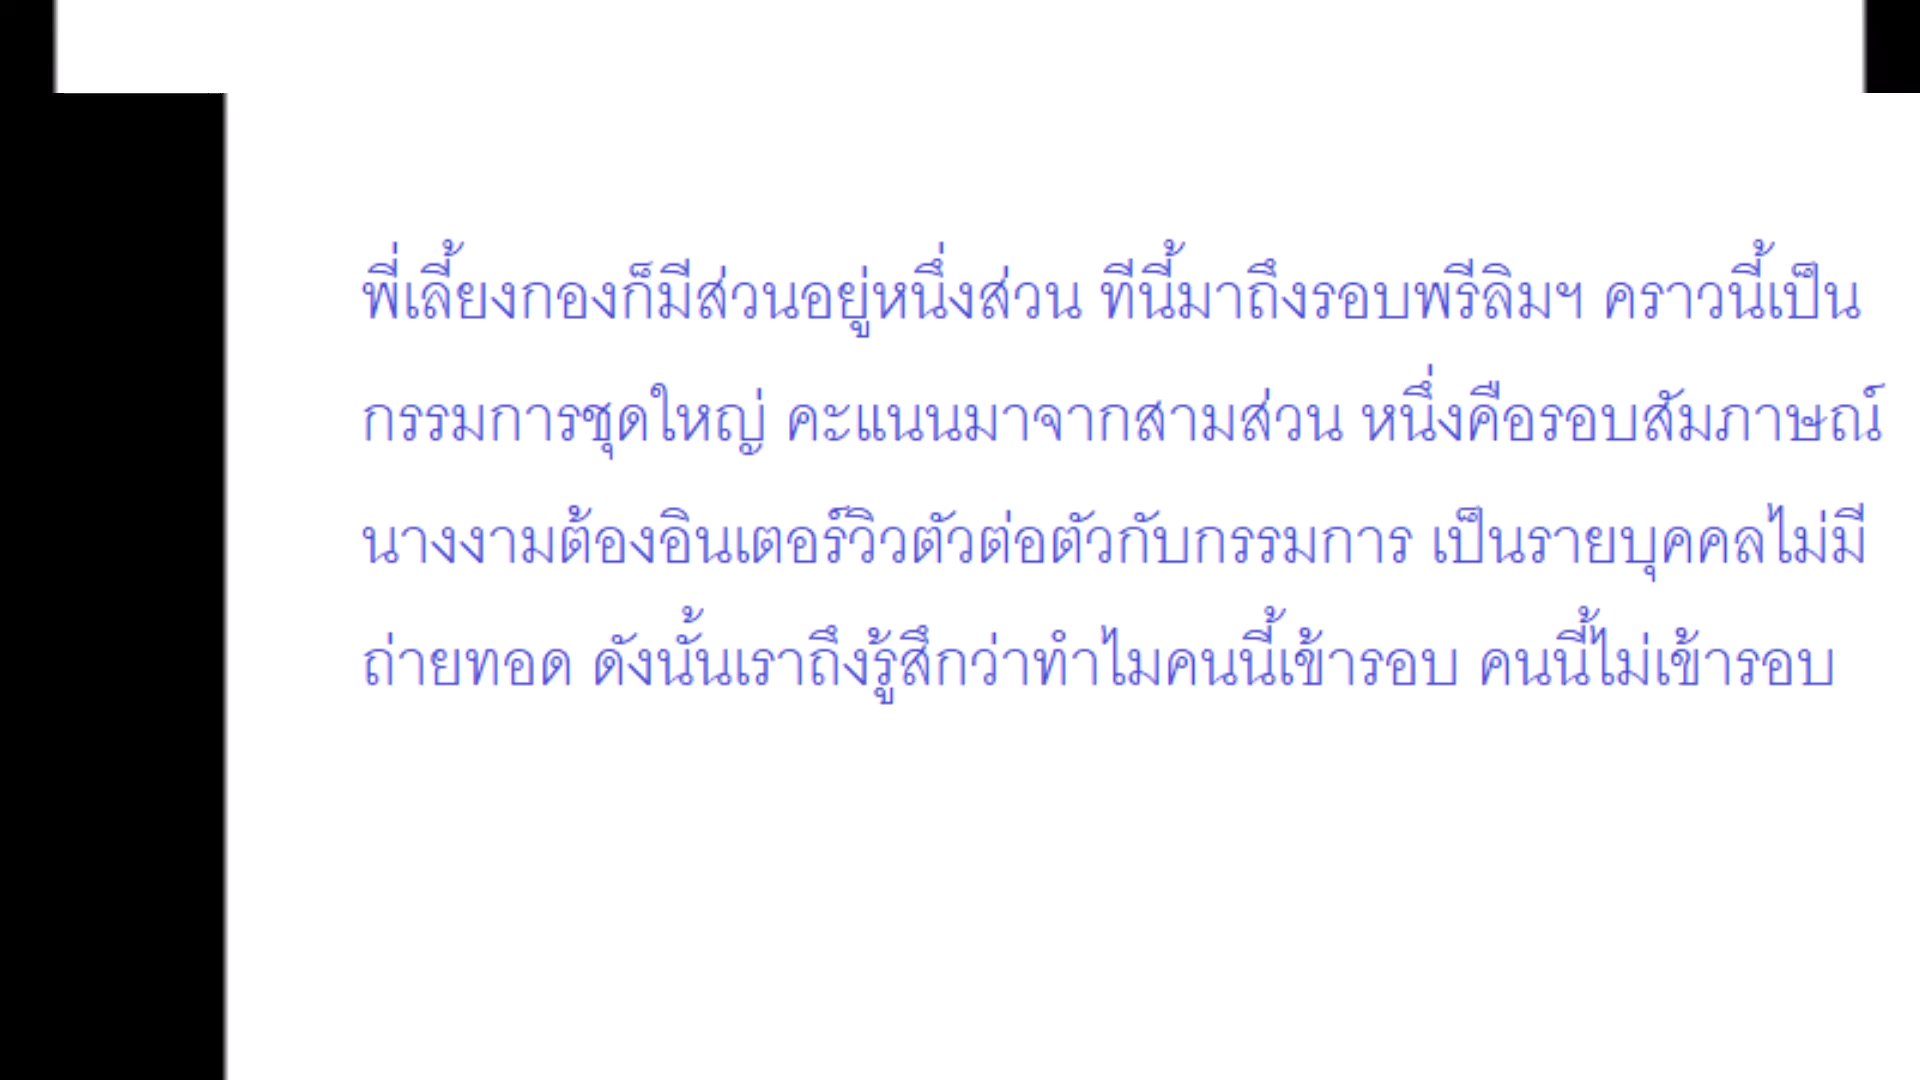 พี่เลี้ยงกองก็มีส่วนอยู่หนึ่งส่วน ทีนี้มาถึงรอบพรีลิมฯ คราวนี้เป็น
กรรมการชุดใหญ่ คะแนนมาจากสามส่วน หนึ่งคือรอบสัมภาษณ์
นางงามต้องอินเตอร์วิวตัวต่อตัวกับกรรมการ เป็นรายบุคคลไม่มี
ถ่ายทอด ดังนั้นเราถึงรู้สึกว่าทำไมคนนี้เข้ารอบ คนนี้ไม่เข้ารอบ